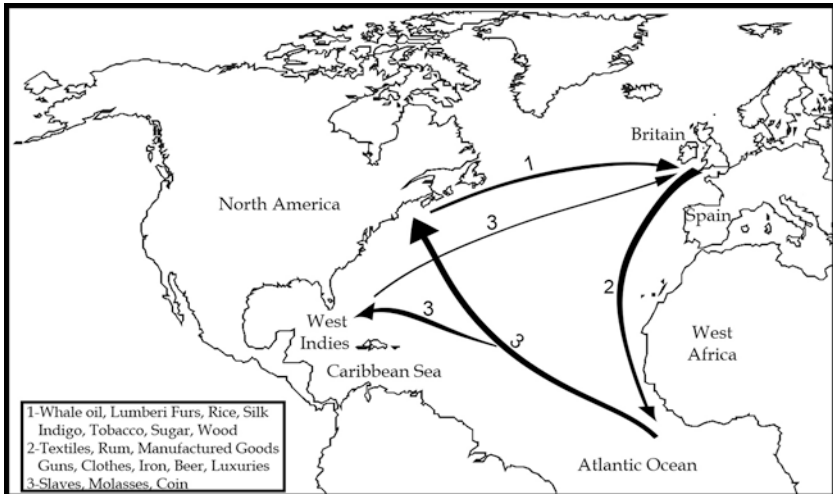 Britain
1
North America
3
Spain
2
West
Indies
3
3
West
Africa
Caribbean Sea
Atlantic Ocean
1-Whale oil, Lumberi Furs, Rice, Silk
Indigo, Tobacco, Sugar, Wood
2-Textiles, Rum, Manufactured Goods
Guns, Clothes, Iron, Beer, Luxuries
3-Slaves, Molasses, Coin